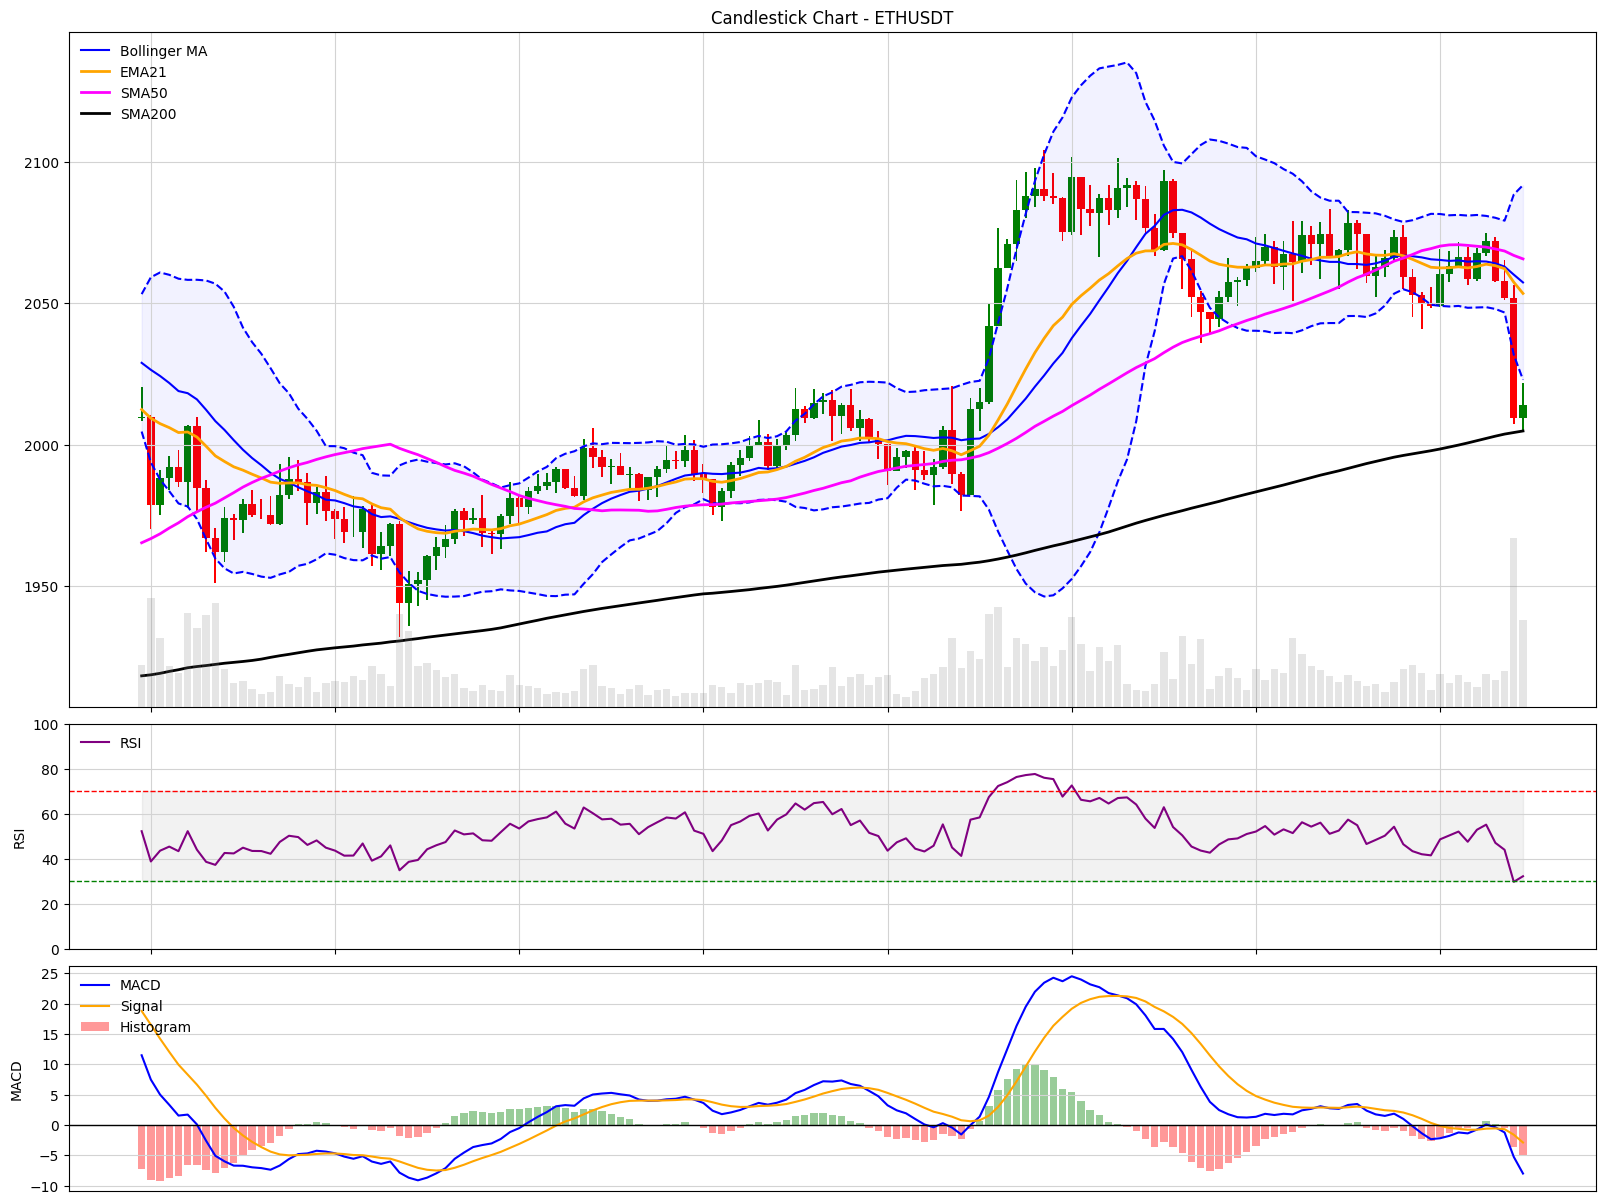 Candlestick Chart - ETHUSDT
Bollinger MA
EMA21
SMA50
SMA200
2100
2050
2000
1950
100
80
60
40
20
0
RSI
RSI
25
20
15
10
5
0
−5
−10
MACD
MACD
Signal
Histogram